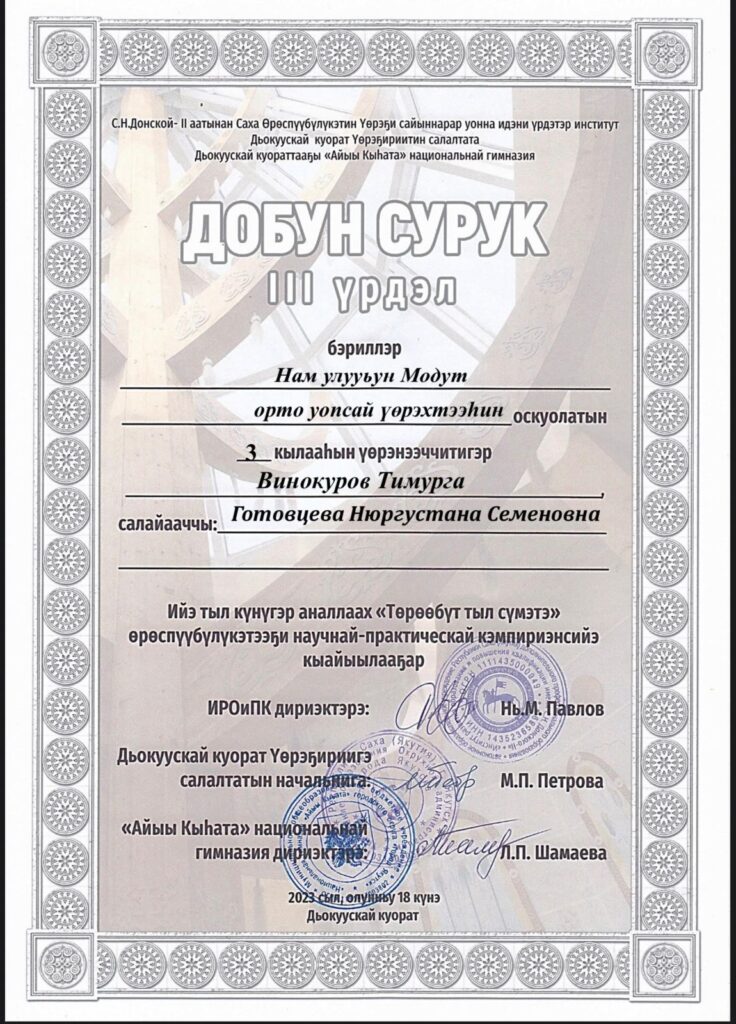 С.Н.Донской- II аатынан Саха Өрөспүүбүлүкэтин Үөрэҕи сайыннарар уонна идэни үрдэтэр институт
Дьокуускай куорат Үөрэҕириитин салалтата
Дьокуускай куораттааҕы «Айыы Кыһата» национальнай гимназия
ДОБУН СУРУК
III үрдэл
бэриллэр
Нам улууьун Модут
орто уопсай үөрэхтээһин оскуолатын
3 кылааһын үөрэнээччитигэр
Винокуров Тимурга,
салайааччы: Готовцева Нюргустана Семеновна
Ийэ тыл күнүгэр аналлаах «Төрөөбүт тыл сүмэтэ»
өрөспүүбүлүкэтээҕи научнай-практическай кэмпириэнсийэ
кыайыылааҕар
ИРОиПК дириэктэрэ: Нь.М. Павлов
Дьокуускай куорат Үөрэҕириигэ
салалтатын начальнига: М.П. Петрова
«Айыы Кыһата» национальнай
гимназия дириэктэрэ: Л.П. Шамаева
2023 сыл, олунньу 18 күнэ
Дьокуускай куорат